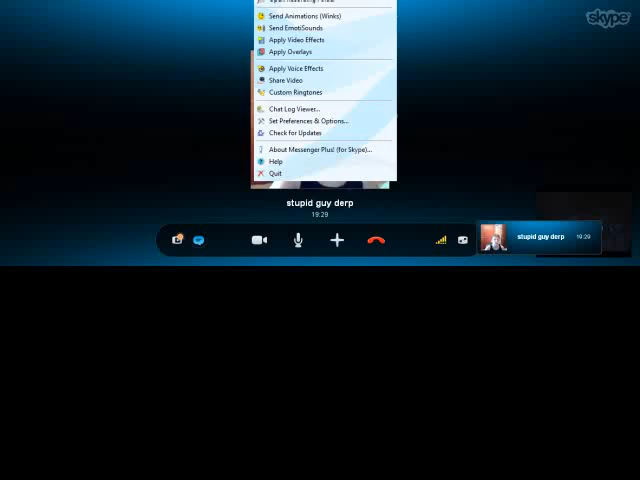 skype
Send Animations (Winks)
Send EmotiSounds
Apply Video Effects
Apply Overlays
Apply Voice Effects
Share Video
Custom Ringtones
Chat Log Viewer...
Set Preferences & Options...
Check for Updates
About Messenger Plus! (for Skype)...
Help
Quit
stupid guy derp
19:29
stupid guy derp 19:29